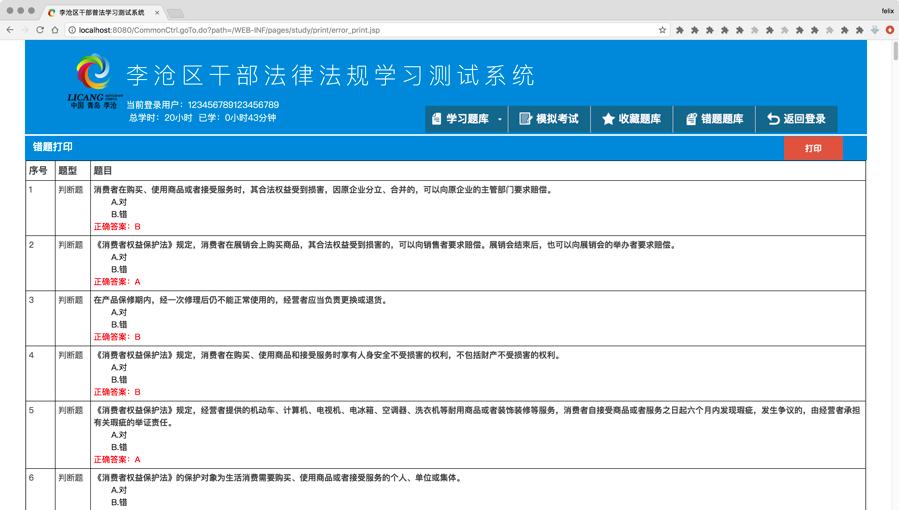 李沧区干部普法学习测试系统
felix
localhost:8080/CommonCtrl.goTo.do?path=/WEB-INF/pages/study/print/error_print.jsp
李沧区干部法律法规学习测试系统
LICANG
中国 青岛 李沧
当前登录用户：123456789123456789
总学时：20小时 已学：0小时43分钟
学习题库
模拟考试
收藏题库
错题题库
返回登录
错题打印
打印
序号 题型 题目
1 判断题 消费者在购买、使用商品或者接受服务时，其合法权益受到损害，因原企业分立、合并的，可以向原企业的主管部门要求赔偿。
A.对
B.错
正确答案：B
2 判断题 《消费者权益保护法》规定，消费者在展销会上购买商品，其合法权益受到损害的，可以向销售者要求赔偿。展销会结束后，也可以向展销会的举办者要求赔偿。
A.对
B.错
正确答案：A
3 判断题 在产品保修期内，经一次修理后仍不能正常使用的，经营者应当负责更换或退货。
A.对
B.错
正确答案：B
4 判断题 《消费者权益保护法》规定，消费者在购买、使用商品和接受服务时享有人身安全不受损害的权利，不包括财产不受损害的权利。
A.对
B.错
正确答案：B
5 判断题 《消费者权益保护法》规定，经营者提供的机动车、计算机、电视机、电冰箱、空调器、洗衣机等耐用商品或者装饰装修等服务，消费者自接受商品或者服务之日起六个月内发现瑕疵，发生争议的，由经营者承担
有关瑕疵的举证责任。
A.对
B.错
正确答案：A
6 判断题 《消费者权益保护法》的保护对象为生活消费需要购买、使用商品或者接受服务的个人、单位或集体。
A.对
B.错